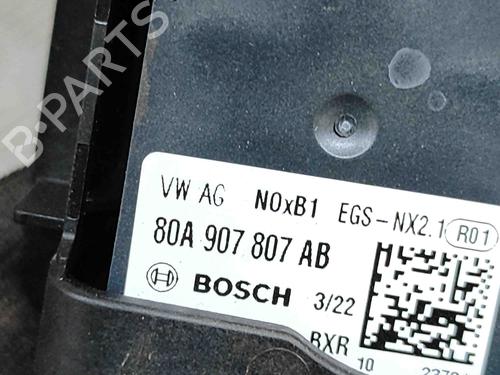 B-PARTS
VW AG NOxB1 EGS-NX2.1 R01
80A 907 807 AB
BOSCH 3/22
BXR 10